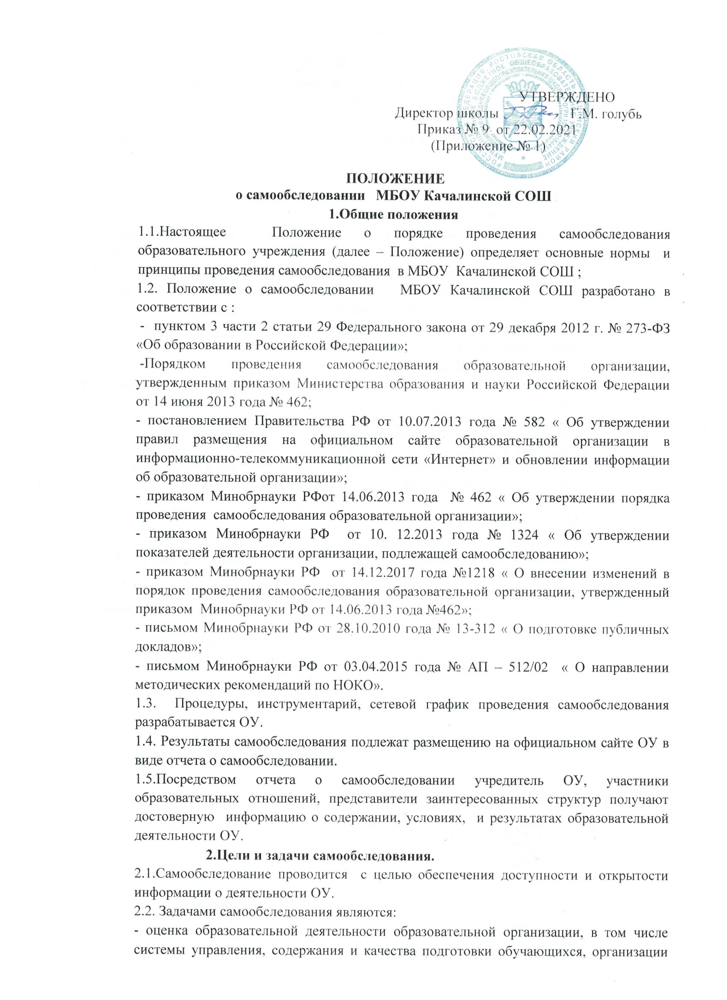 УТВЕРЖДЕНО
Директор школы Г.М. голубь
Приказ № 9 от 22.02.2021
(Приложение № 1)
ПОЛОЖЕНИЕ
о самообследовании МБОУ Качалинской СОШ
1.Общие положения
1.1.Настоящее Положение о порядке проведения самообследования
образовательного учреждения (далее – Положение) определяет основные нормы и
принципы проведения самообследования в МБОУ Качалинской СОШ ;
1.2. Положение о самообследовании МБОУ Качалинской СОШ разработано в
соответствии с :
- пунктом 3 части 2 статьи 29 Федерального закона от 29 декабря 2012 г. № 273-ФЗ
«Об образовании в Российской Федерации»;
-Порядком проведения самообследования образовательной организации,
утвержденным приказом Министерства образования и науки Российской Федерации
от 14 июня 2013 года № 462;
- постановлением Правительства РФ от 10.07.2013 года № 582 « Об утверждении
правил размещения на официальном сайте образовательной организации в
информационно-телекоммуникационной сети «Интернет» и обновлении информации
об образовательной организации»;
- приказом Минобрнауки РФот 14.06.2013 года № 462 « Об утверждении порядка
проведения самообследования образовательной организации»;
- приказом Минобрнауки РФ от 10. 12.2013 года № 1324 « Об утверждении
показателей деятельности организации, подлежащей самообследованию»;
- приказом Минобрнауки РФ от 14.12.2017 года №1218 « О внесении изменений в
порядок проведения самообследования образовательной организации, утвержденный
приказом Минобрнауки РФ от 14.06.2013 года №462»;
- письмом Минобрнауки РФ от 28.10.2010 года № 13-312 « О подготовке публичных
докладов»;
- письмом Минобрнауки РФ от 03.04.2015 года № АП – 512/02 « О направлении
методических рекомендаций по НОКО».
1.3. Процедуры, инструментарий, сетевой график проведения самообследования
разрабатывается ОУ.
1.4. Результаты самообследования подлежат размещению на официальном сайте ОУ в
виде отчета о самообследовании.
1.5.Посредством отчета о самообследовании учредитель ОУ, участники
образовательных отношений, представители заинтересованных структур получают
достоверную информацию о содержании, условиях, и результатах образовательной
деятельности ОУ.
2.Цели и задачи самообследования.
2.1.Самообследование проводится с целью обеспечения доступности и открытости
информации о деятельности ОУ.
2.2. Задачами самообследования являются:
- оценка образовательной деятельности образовательной организации, в том числе
системы управления, содержания и качества подготовки обучающихся, организации